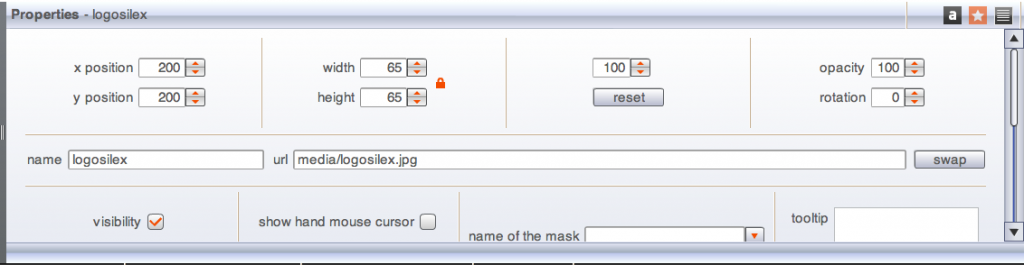 Properties - logosilex
a
x position 200 width 65 100 opacity 100
y position 200 height 65 reset rotation 0
name logosilex url media/logosilex.jpg swap
visibility show hand mouse cursor name of the mask tooltip